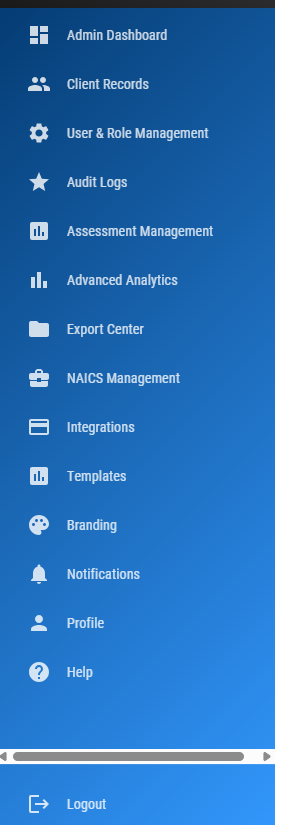 Admin Dashboard
Client Records
User & Role Management
Audit Logs
Assessment Management
Advanced Analytics
Export Center
NAICS Management
Integrations
Templates
Branding
Notifications
Profile
Help
Logout